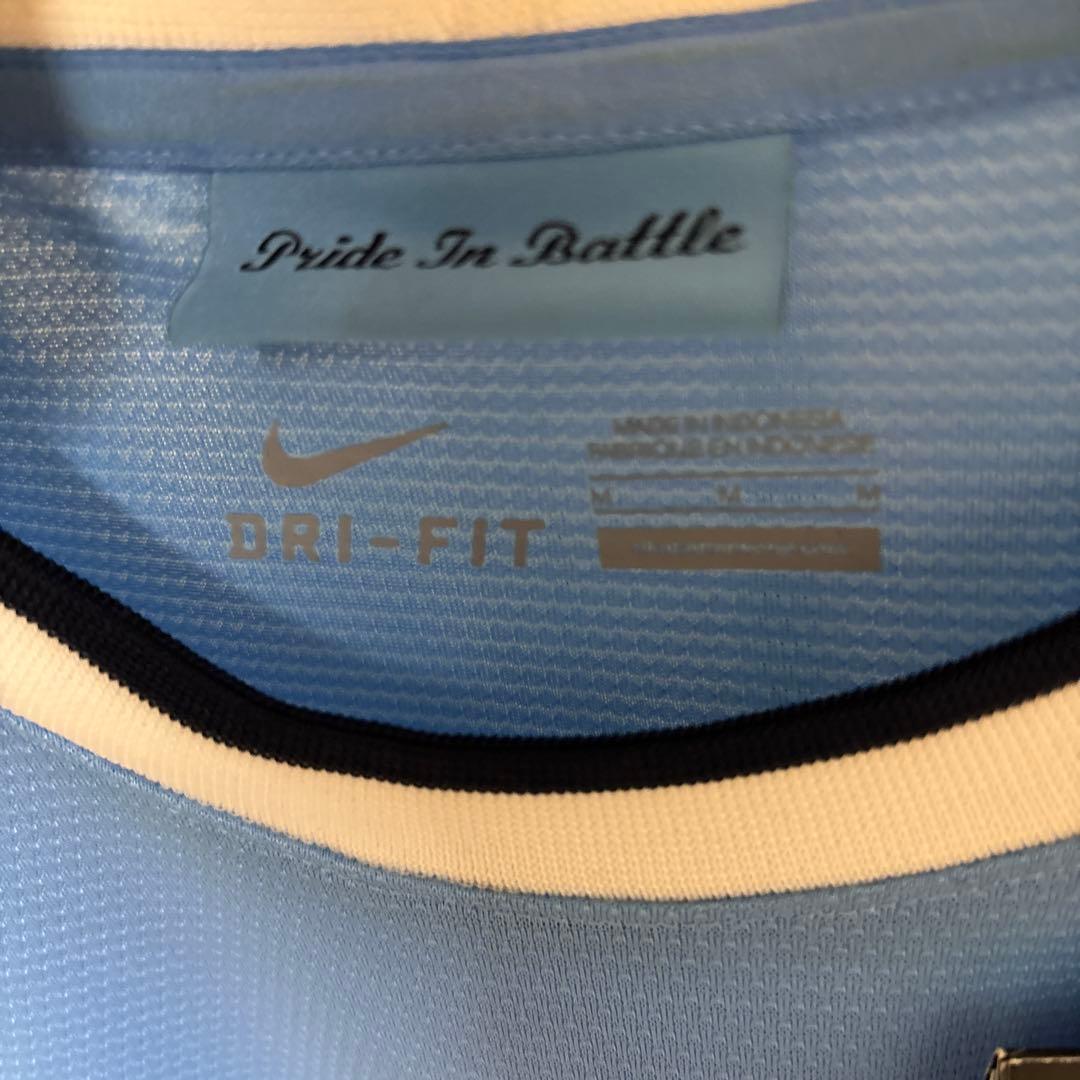 Pride In Battle
MADE IN INDONESIA
FABRIQUÉ EN INDONÉSIE
M M M
DRI-FIT